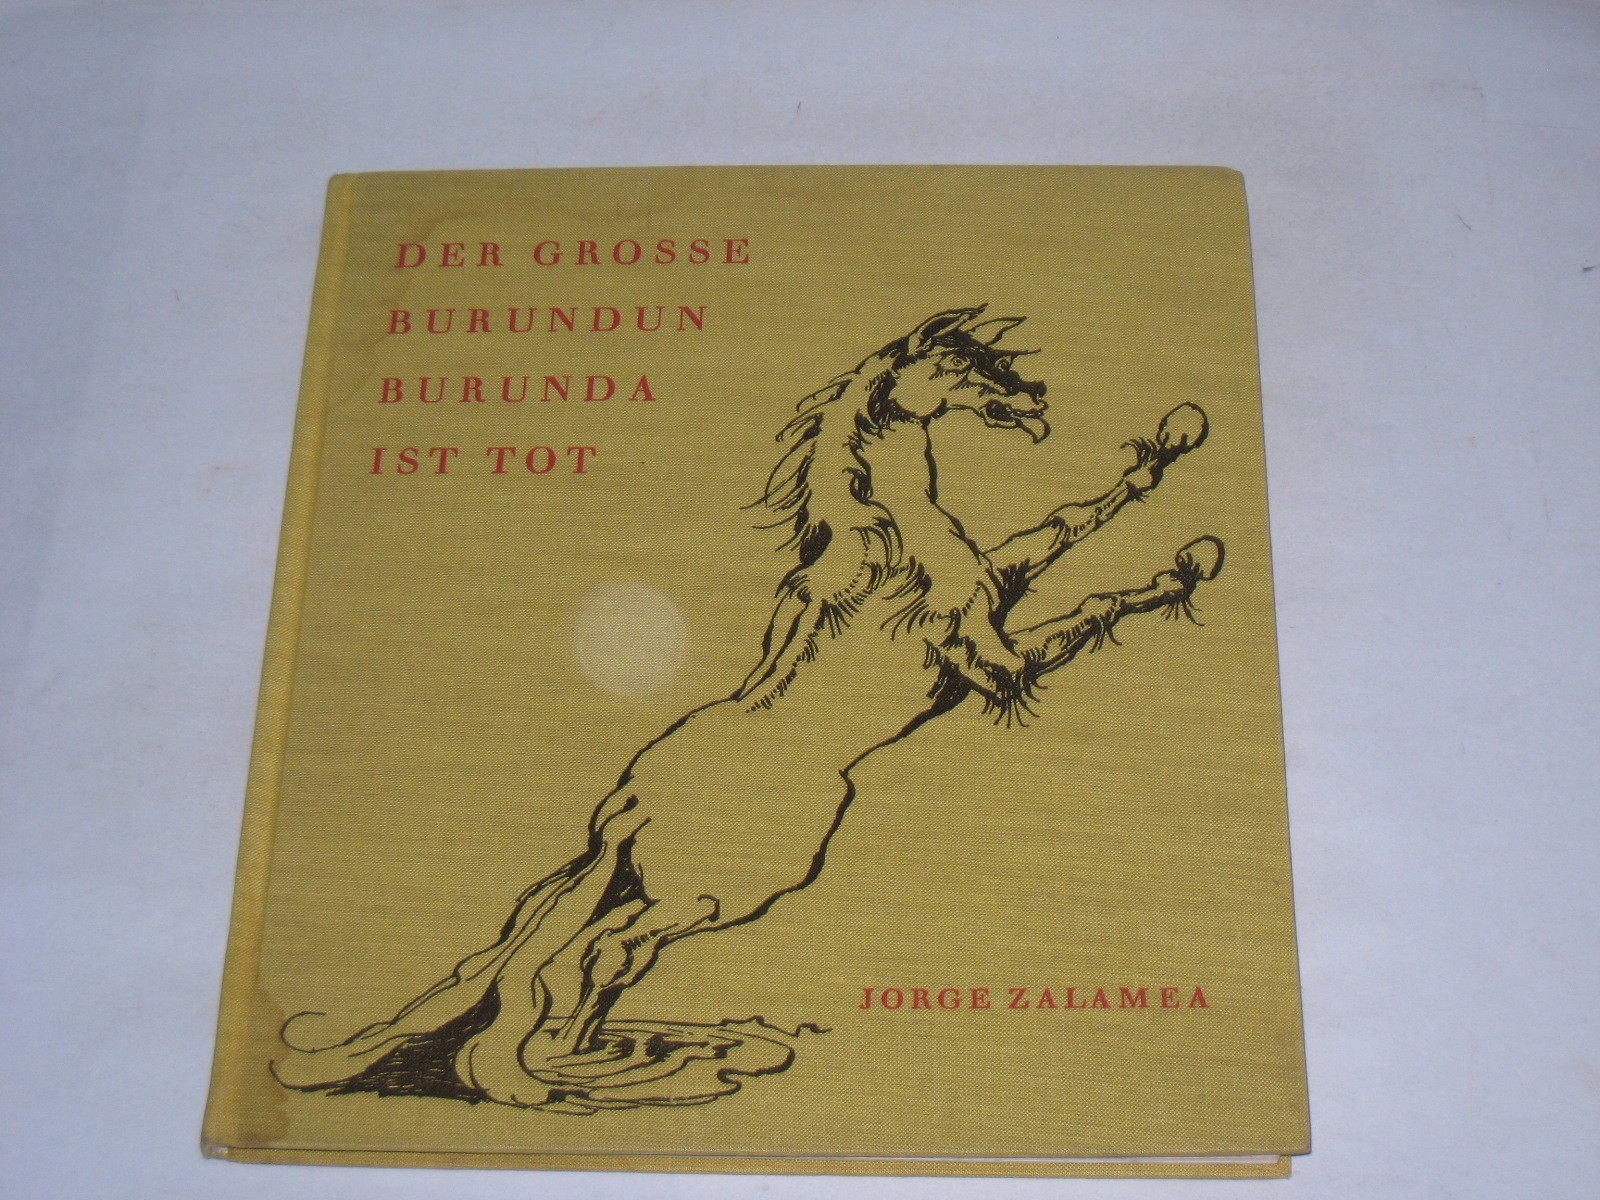 DER GROSSE
BURUNDUN
BURUNDA
IST TOT
JORGE ZALAMEA